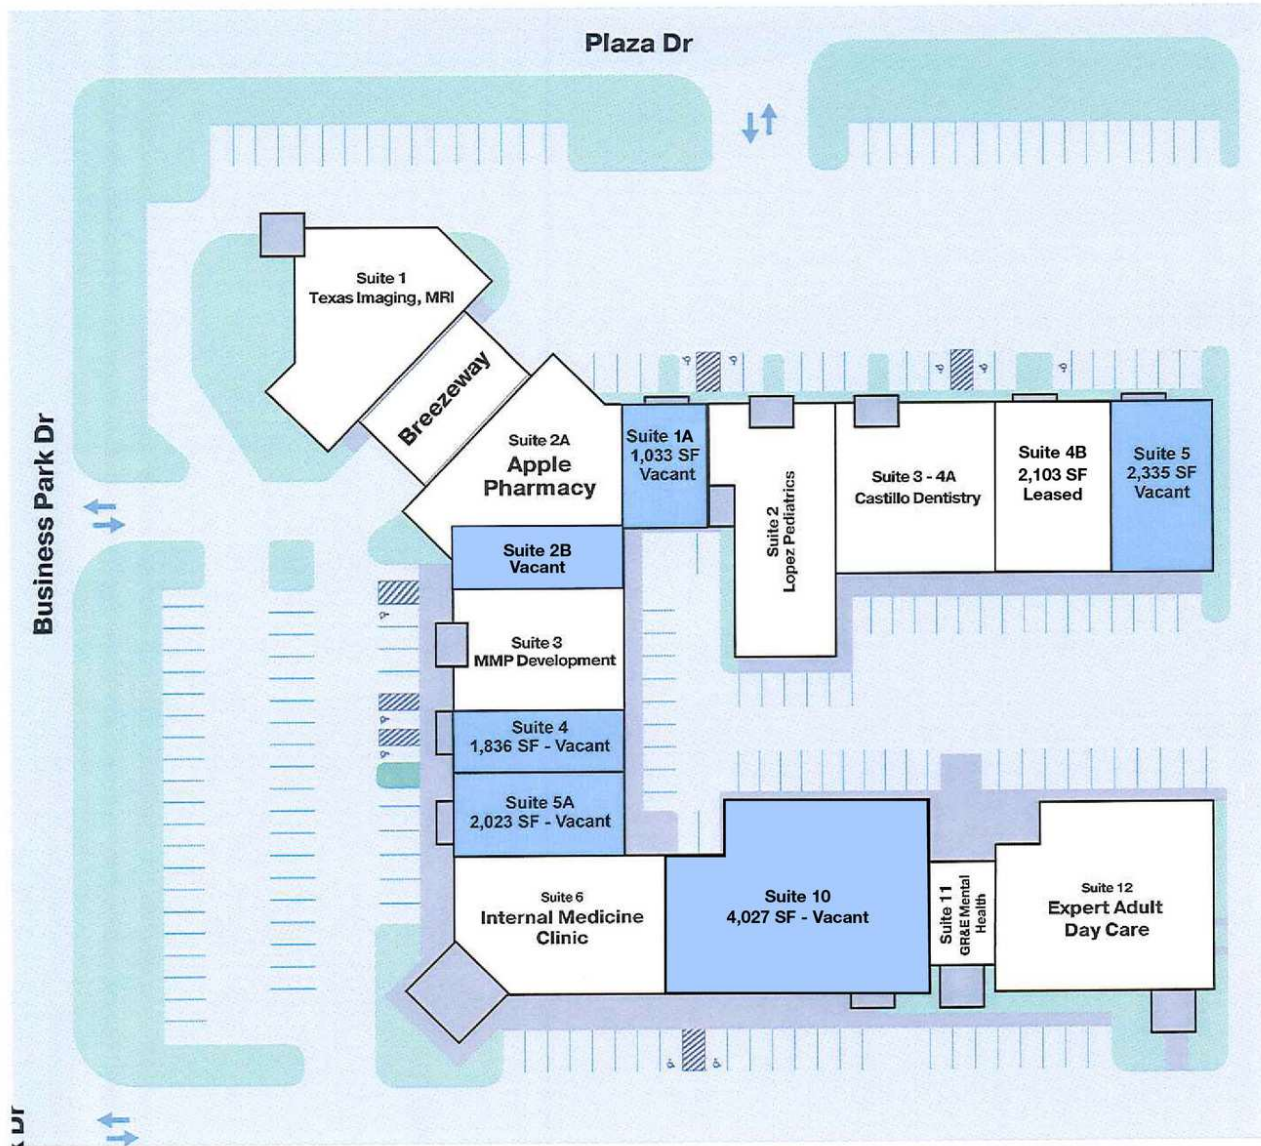 Plaza Dr
Business Park Dr
Suite 1
Texas Imaging, MRI
Breezeway
Suite 2A
Apple
Pharmacy
Suite 1A
1,033 SF
Vacant
Suite 2
Lopez Pediatrics
Suite 3 - 4A
Castillo Dentistry
Suite 4B
2,103 SF
Leased
Suite 5
2,335 SF
Vacant
Suite 2B
Vacant
Suite 3
MMP Development
Suite 4
1,836 SF - Vacant
Suite 5A
2,023 SF - Vacant
Suite 6
Internal Medicine
Clinic
Suite 10
4,027 SF - Vacant
Suite 11
GR&E Mental
Health
Suite 12
Expert Adult
Day Care
Dr